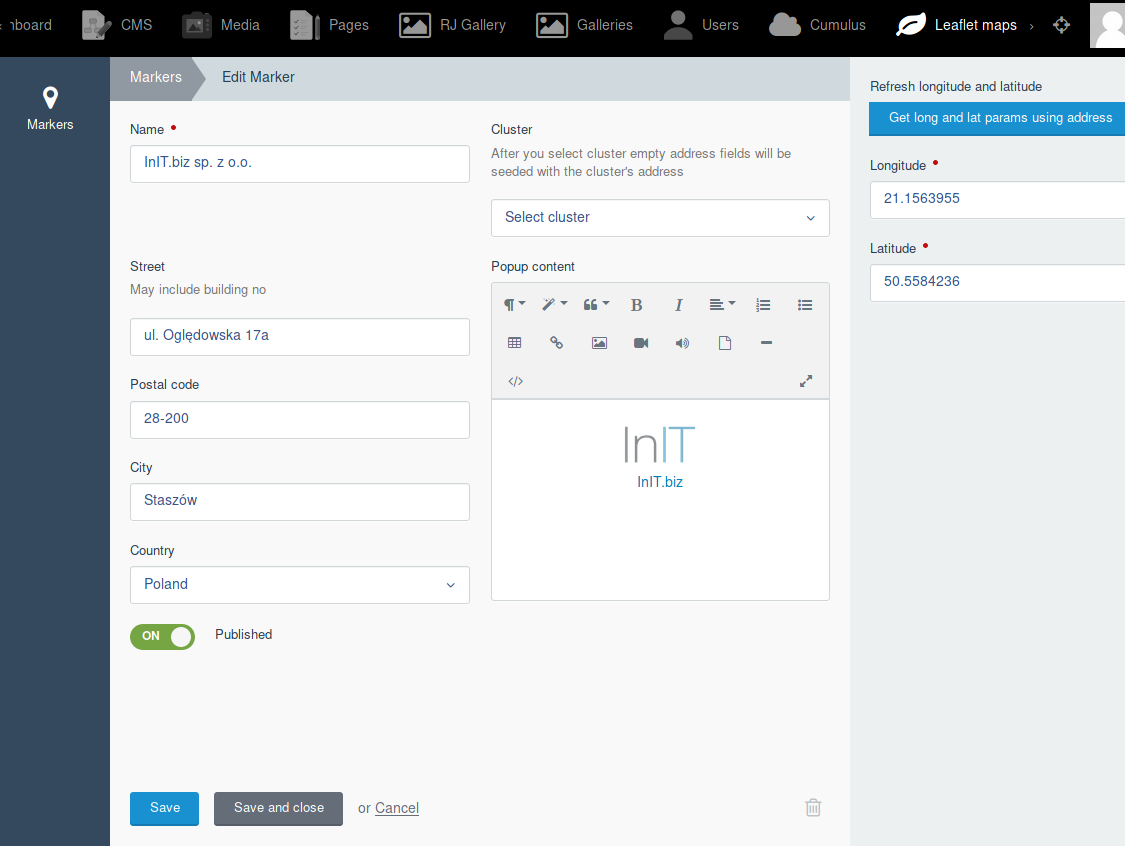 CMS
Media
Pages
RJ Gallery
Galleries
Users
Cumulus
Leaflet maps
Markers
Markers
Edit Marker
Name
InIT.biz sp. z o.o.
Cluster
After you select cluster empty address fields will be
seeded with the cluster's address
Select cluster
Street
May include building no
ul. Oględowska 17a
Postal code
28-200
City
Staszów
Country
Poland
ON
Published
Popup content
B
I
InIT
InIT.biz
Save
Save and close
or Cancel
Refresh longitude and latitude
Get long and lat params using address
Longitude
21.1563955
Latitude
50.5584236